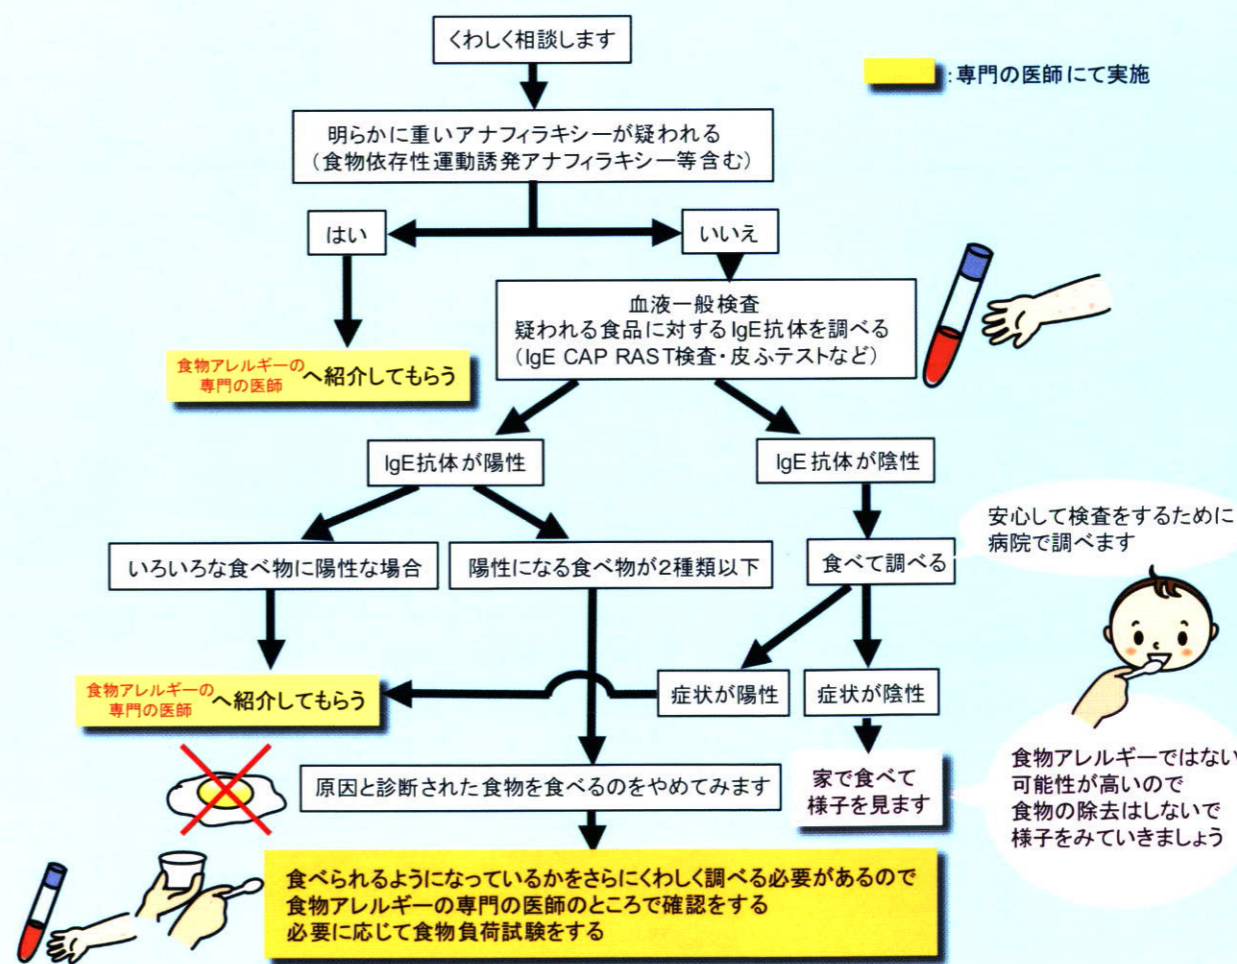 くわしく相談します
:専門の医師にて実施
明らかに重いアナフィラキシーが疑われる
(食物依存性運動誘発アナフィラキシー等含む)
はい
いいえ
血液一般検査
疑われる食品に対するIgE抗体を調べる
(IgE CAP RAST検査・皮ふテストなど)
食物アレルギーの
専門の医師
へ紹介してもらう
IgE抗体が陽性
IgE抗体が陰性
いろいろな食べ物に陽性な場合
陽性になる食べ物が2種類以下
食べて調べる
安心して検査をするために
病院で調べます
食物アレルギーの
専門の医師
へ紹介してもらう
症状が陽性
症状が陰性
原因と診断された食物を食べるのをやめてみます
家で食べて
様子を見ます
食物アレルギーではない
可能性が高いので
食物の除去はしないで
様子をみていきましょう
食べられるようになっているかをさらにくわしく調べる必要があるので
食物アレルギーの専門の医師のところで確認をする
必要に応じて食物負荷試験をする